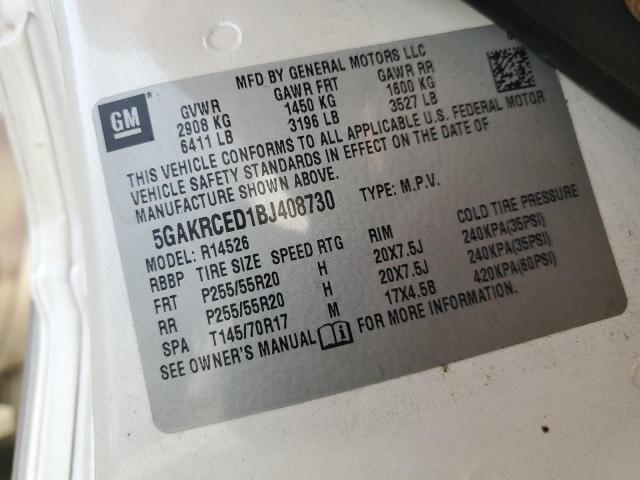 MFD BY GENERAL MOTORS LLC
GM
GVWR GAWR FRT GAWR RR
2908 KG 1450 KG 1600 KG
6411 LB 3196 LB 3527 LB
THIS VEHICLE CONFORMS TO ALL APPLICABLE U.S. FEDERAL MOTOR
VEHICLE SAFETY STANDARDS IN EFFECT ON THE DATE OF
MANUFACTURE SHOWN ABOVE.
5GAKRCED1BJ408730 TYPE: M.P.V.
MODEL: R14526
RBBP TIRE SIZE SPEED RTG RIM COLD TIRE PRESSURE
FRT P255/55R20 H 20X7.5J 240KPA(35PSI)
RR P255/55R20 H 20X7.5J 240KPA(35PSI)
SPA T145/70R17 M 17X4.5B 420KPA(60PSI)
SEE OWNER'S MANUAL FOR MORE INFORMATION.